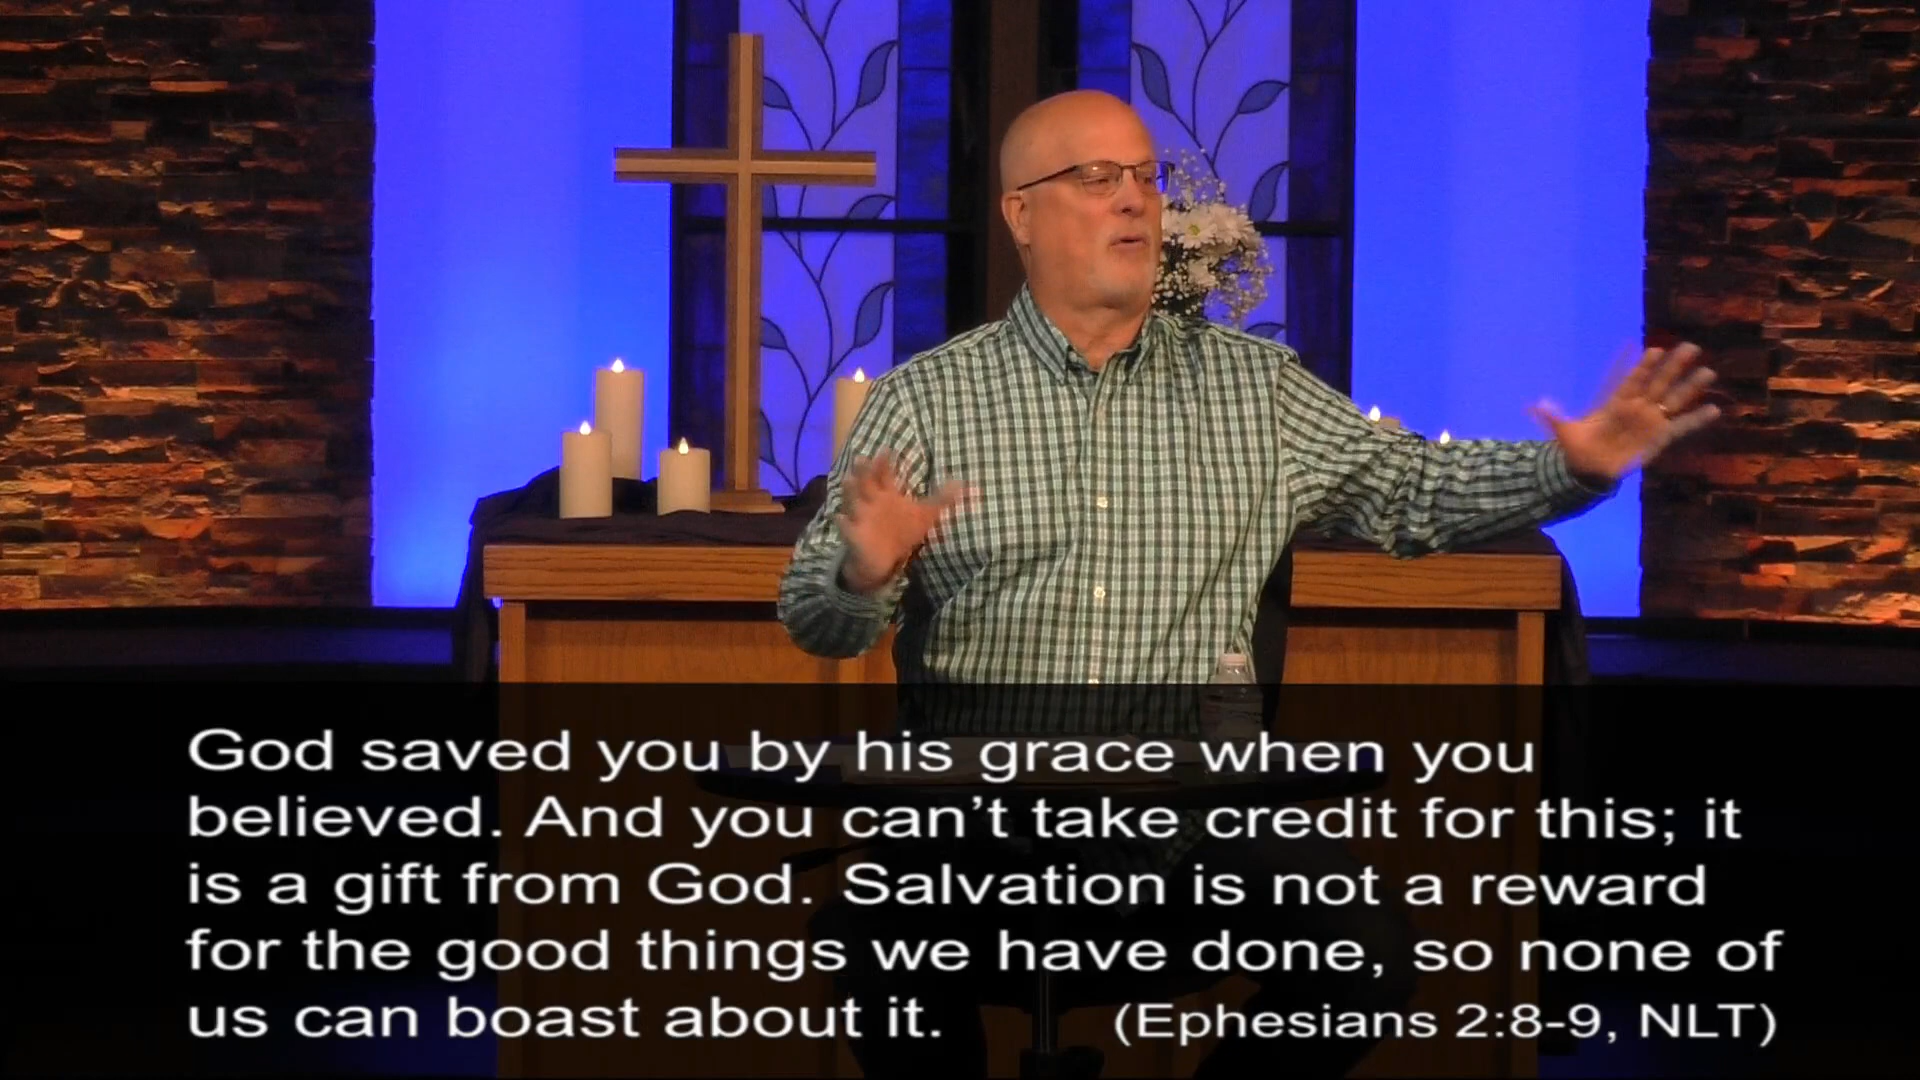 God saved you by his grace when you
believed. And you can’t take credit for this; it
is a gift from God. Salvation is not a reward
for the good things we have done, so none of
us can boast about it. (Ephesians 2:8-9, NLT)